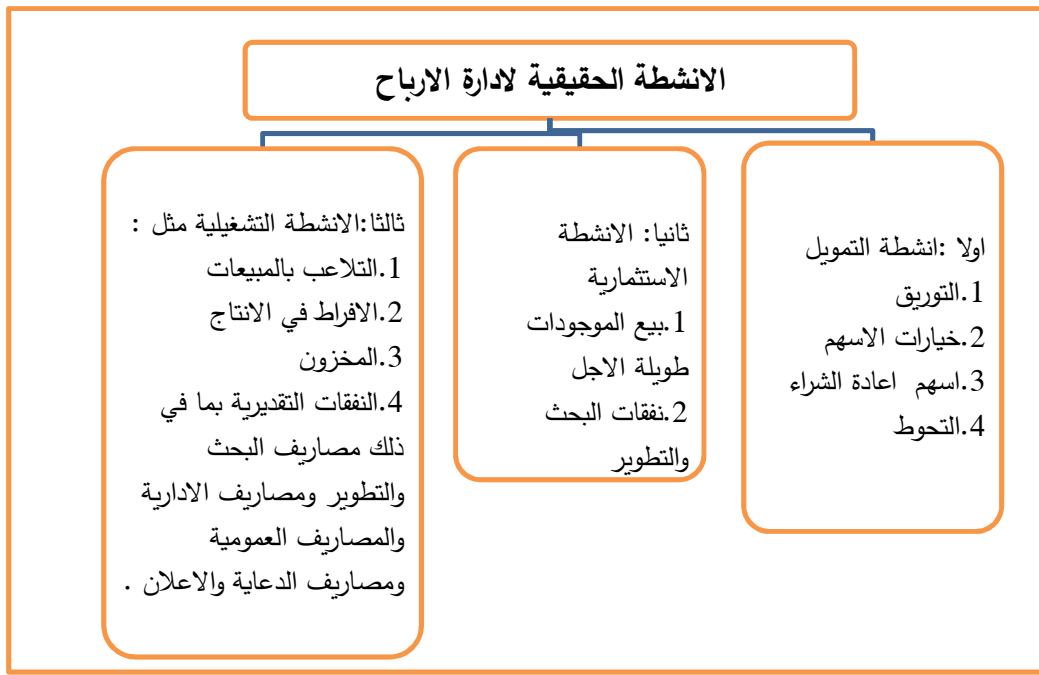 الانشطة الحقيقية لادارة الارباح
اولا :انشطة التمويل
1.التوريق
2.خيارات الاسهم
3.اسهم اعادة الشراء
4.التحوط
ثانيا: الانشطة
الاستثمارية
1.بيع الموجودات
طويلة الاجل
2.نفقات البحث
والتطوير
ثالثا:الانشطة التشغيلية مثل :
1.التلاعب بالمبيعات
2.الافراط في الانتاج
3.المخزون
4.النفقات التقديرية بما في
ذلك مصاريف البحث
والتطوير ومصاريف الادارية
والمصاريف العمومية
ومصاريف الدعاية والاعلان .